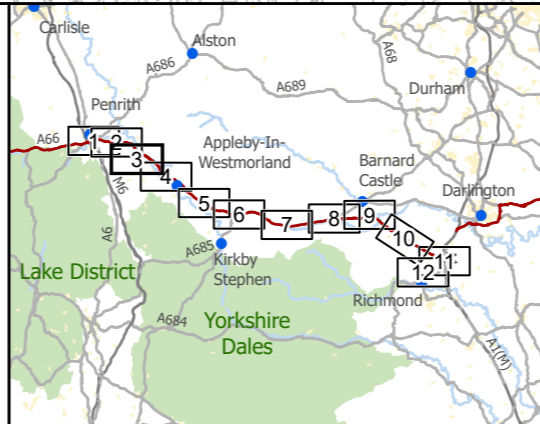 Carlisle
Alston
A68
A686
A689
Durham
Penrith
A66
1
2
3
Appleby-In-
Westmorland
Barnard
Castle
Darlington
4
M6
5
6
7
8
9
10
11
12
A6
A685
Kirkby
Stephen
Lake District
Richmond
A684
Yorkshire
Dales
A1(M)